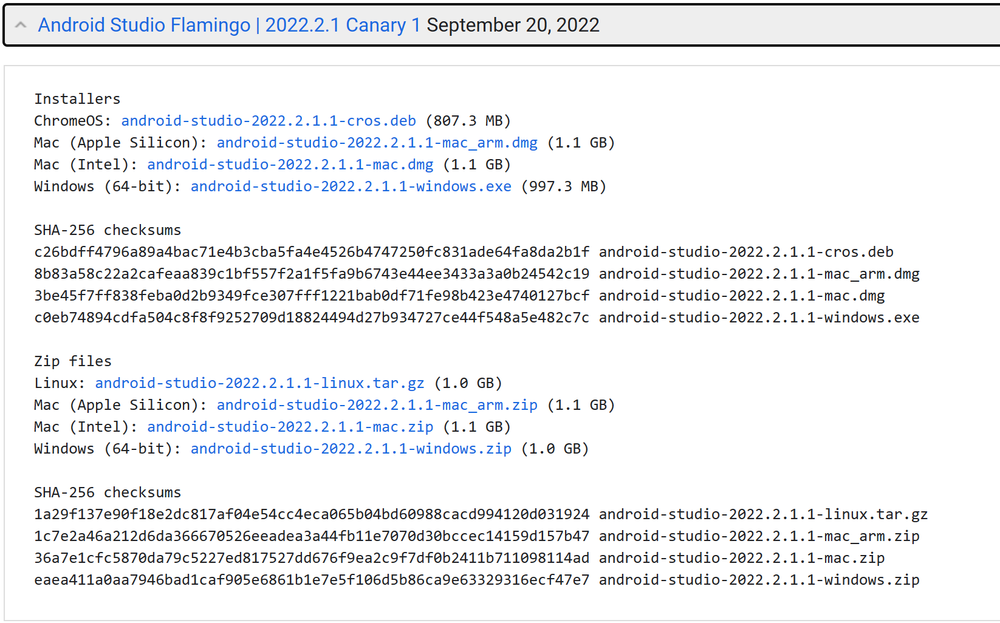 Android Studio Flamingo | 2022.2.1 Canary 1 September 20, 2022
Installers
ChromeOS: android-studio-2022.2.1.1-cros.deb (807.3 MB)
Mac (Apple Silicon): android-studio-2022.2.1.1-mac_arm.dmg (1.1 GB)
Mac (Intel): android-studio-2022.2.1.1-mac.dmg (1.1 GB)
Windows (64-bit): android-studio-2022.2.1.1-windows.exe (997.3 MB)
SHA-256 checksums
c26bdff4796a89a4bac71e4b3cba5fa4e4526b4747250fc831ade64fa8da2b1f android-studio-2022.2.1.1-cros.deb
8b83a58c22a2cafeaa839c1bf557f2a1f5fa9b6743e44ee3433a3a0b24542c19 android-studio-2022.2.1.1-mac_arm.dmg
3be45f7ff838feba0d2b9349fce307fff1221bab0df71fe98b423e4740127bcf android-studio-2022.2.1.1-mac.dmg
c0eb74894cdfa504c8f8f9252709d18824494d27b934727ce44f548a5e482c7c android-studio-2022.2.1.1-windows.exe
Zip files
Linux: android-studio-2022.2.1.1-linux.tar.gz (1.0 GB)
Mac (Apple Silicon): android-studio-2022.2.1.1-mac_arm.zip (1.1 GB)
Mac (Intel): android-studio-2022.2.1.1-mac.zip (1.1 GB)
Windows (64-bit): android-studio-2022.2.1.1-windows.zip (1.0 GB)
SHA-256 checksums
1a29f137e90f18e2dc817af04e54cc4eca065b04bd60988cacd994120d031924 android-studio-2022.2.1.1-linux.tar.gz
1c7e2a46a212d6da366670526eeadea3a44fb11e7070d30bccec14159d157b47 android-studio-2022.2.1.1-mac_arm.zip
36a7e1cfc5870da79c5227ed817527dd676f9ea2c9f7df0b2411b711098114ad android-studio-2022.2.1.1-mac.zip
eaea411a0aa7946bad1caf905e6861b1e7e5f106d5b86ca9e63329316ecf47e7 android-studio-2022.2.1.1-windows.zip